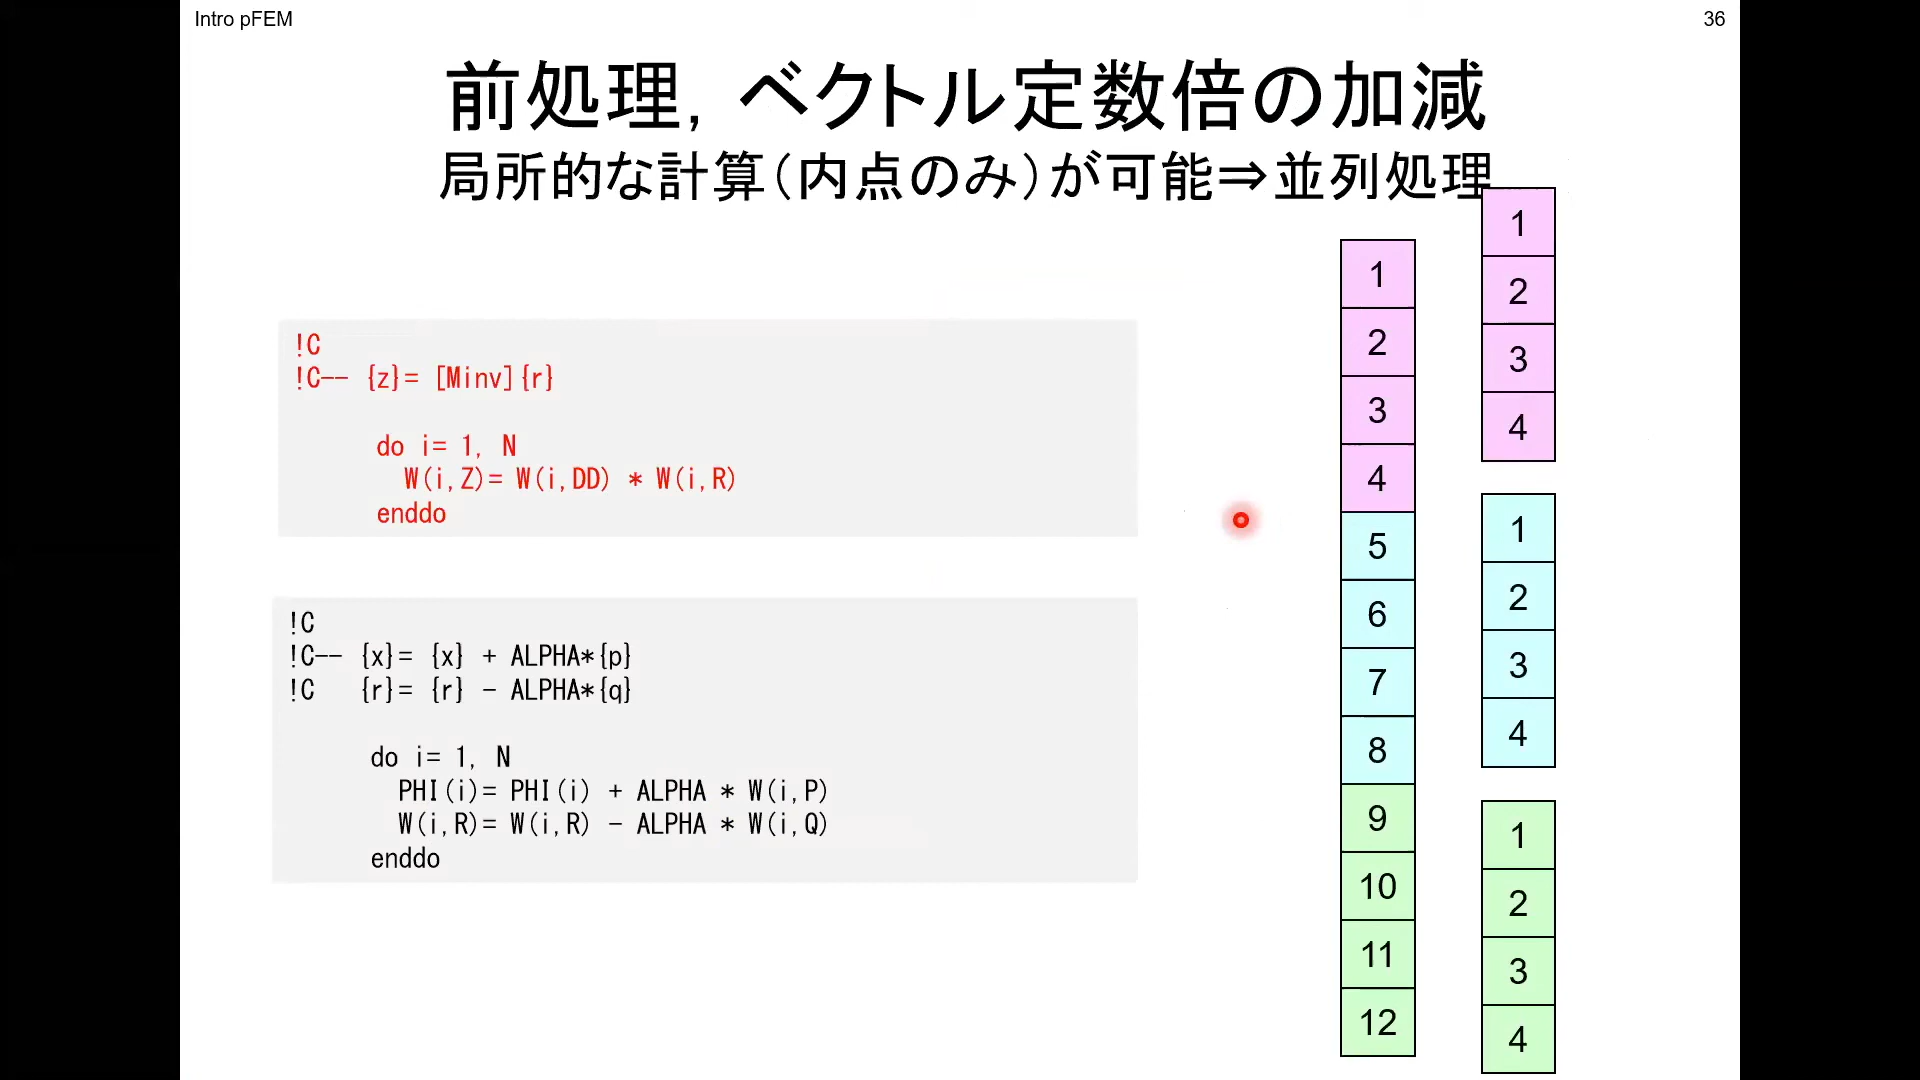 Intro pFEM
36
前処理，ベクトル定数倍の加減
局所的な計算（内点のみ）が可能⇒並列処理
!C
!C-- {z}= [Minv]{r}
do i= 1, N
W(i,Z)= W(i,DD) * W(i,R)
enddo
!C
!C-- {x}= {x} + ALPHA*{p}
!C {r}= {r} - ALPHA*{q}
do i= 1, N
PHI(i)= PHI(i) + ALPHA * W(i,P)
W(i,R)= W(i,R) - ALPHA * W(i,Q)
enddo
1
2
3
4
5
6
7
8
9
10
11
12
1
2
3
4
1
2
3
4
1
2
3
4